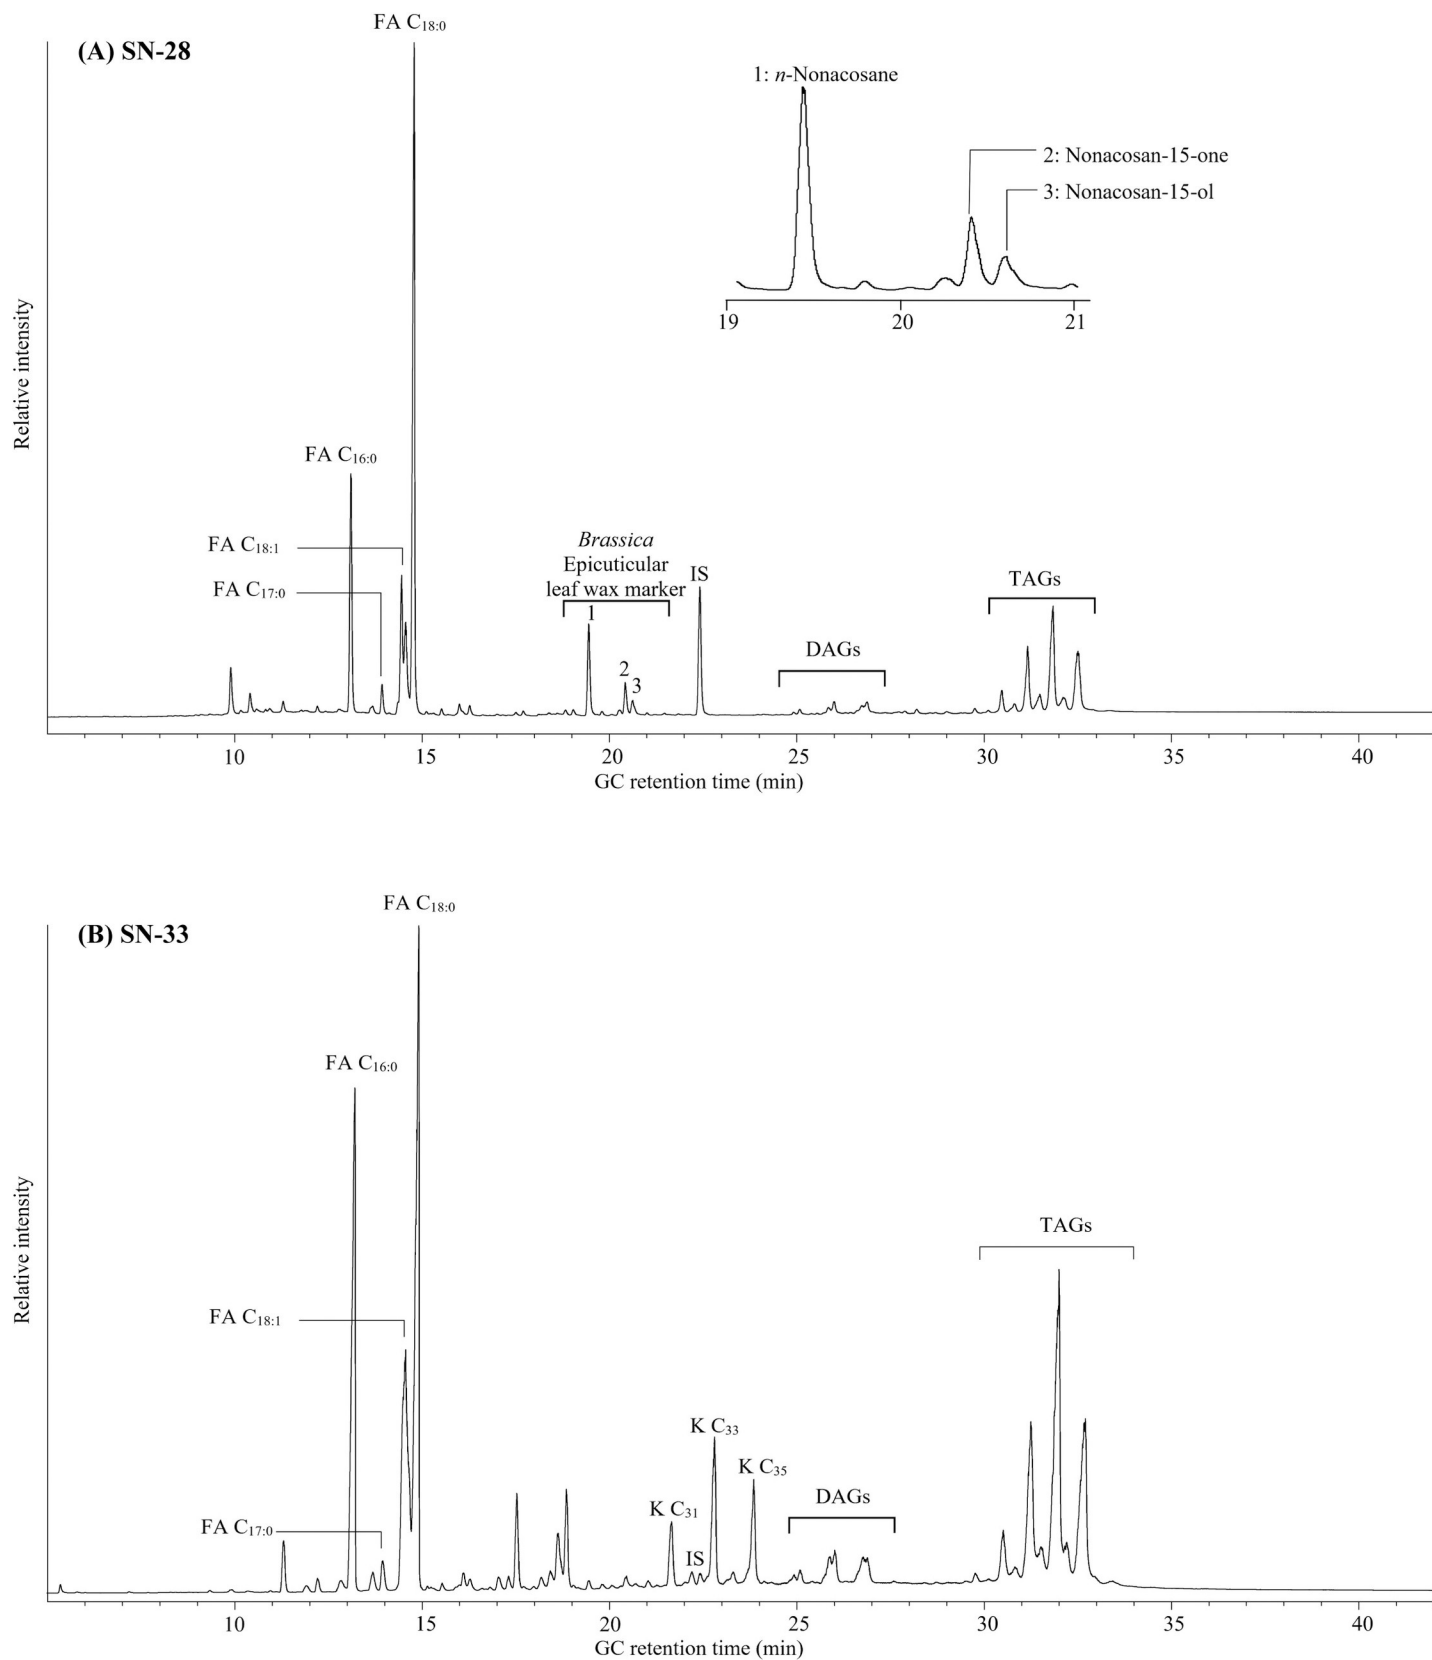 FA C18:0
(A) SN-28
1: n-Nonacosane
2: Nonacosan-15-one
3: Nonacosan-15-ol
19 20 21
Relative intensity
FA C16:0
FA C18:1
FA C17:0
Brassica
Epicuticular
leaf wax marker
1
2
3
IS
DAGs
TAGs
10 15 20 25 30 35 40
GC retention time (min)
FA C18:0
(B) SN-33
FA C16:0
Relative intensity
TAGs
FA C18:1
K C33
K C35
DAGs
K C31
FA C17:0
IS
10 15 20 25 30 35 40
GC retention time (min)